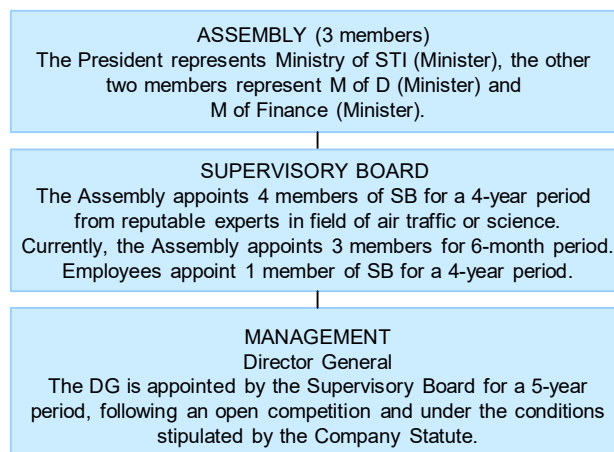 ASSEMBLY (3 members)
The President represents Ministry of STI (Minister), the other
two members represent M of D (Minister) and
M of Finance (Minister).
SUPERVISORY BOARD
The Assembly appoints 4 members of SB for a 4-year period
from reputable experts in field of air traffic or science.
Currently, the Assembly appoints 3 members for 6-month period.
Employees appoint 1 member of SB for a 4-year period.
MANAGEMENT
Director General
The DG is appointed by the Supervisory Board for a 5-year
period, following an open competition and under the conditions
stipulated by the Company Statute.